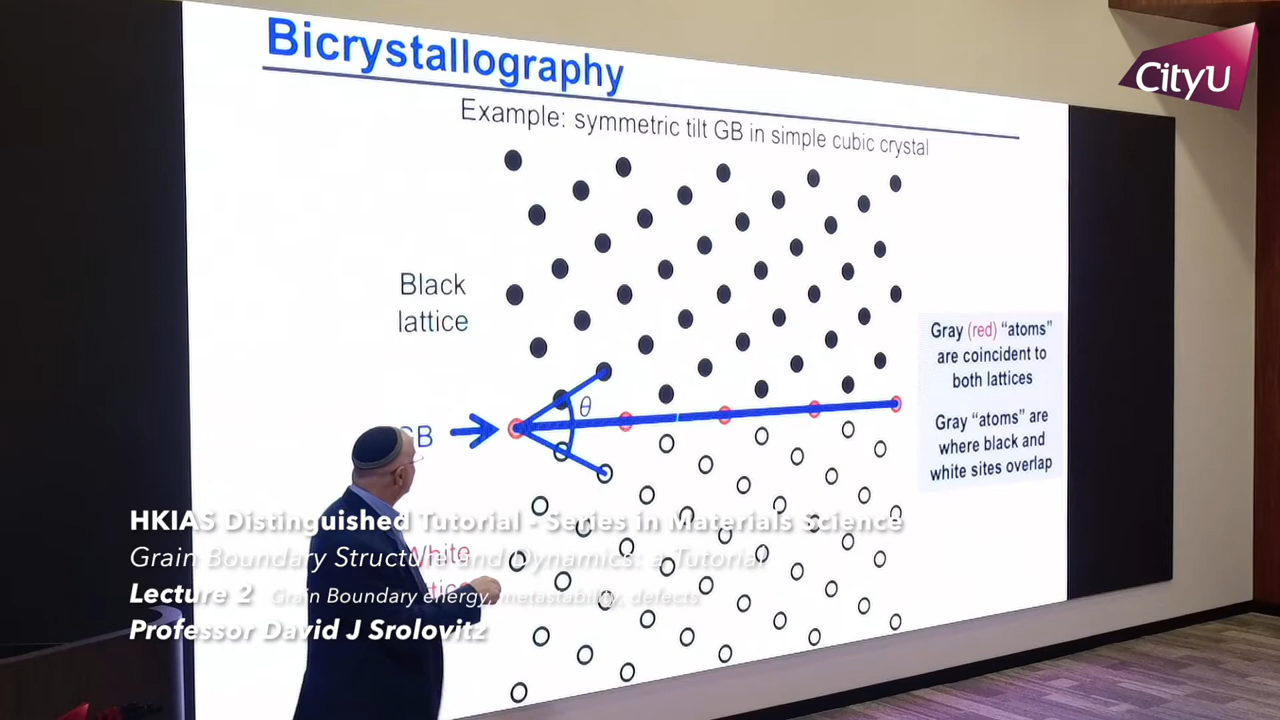 Bicrystallography
CityU
Example: symmetric tilt GB in simple cubic crystal
Black
lattice
θ
Gray (red) “atoms”
are coincident to
both lattices
Gray “atoms” are
where black and
white sites overlap
HKIAS Distinguished Tutorial - Series in Materials Science
Grain Boundary Structure and Dynamics: a Tutorial
Lecture 2 Grain Boundary energy, metastability, defects
Professor David J Srolovitz